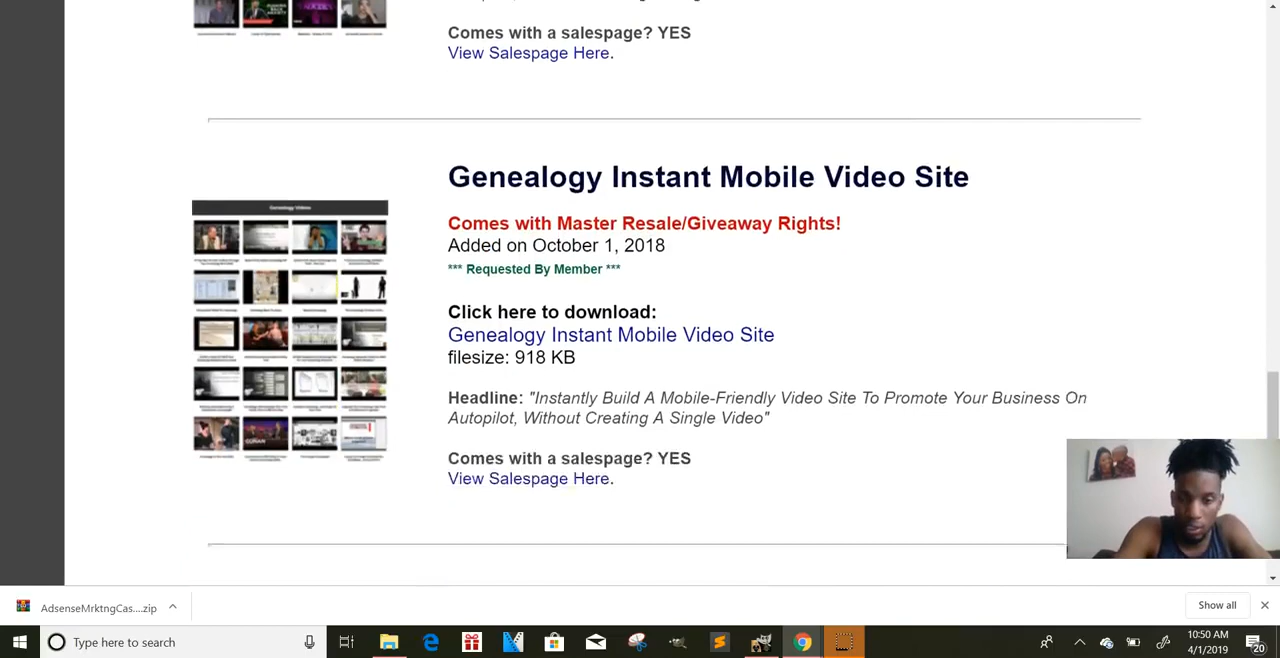 Comes with a salespage? YES
View Salespage Here.
Genealogy Instant Mobile Video Site
Comes with Master Resale/Giveaway Rights!
Added on October 1, 2018
*** Requested By Member ***
Click here to download:
Genealogy Instant Mobile Video Site
filesize: 918 KB
Headline: "Instantly Build A Mobile-Friendly Video Site To Promote Your Business On
Autopilot, Without Creating A Single Video"
Comes with a salespage? YES
View Salespage Here.
Genealogy Videos
CONAN
AdsenseMrktngCas....zip
Show all
Type here to search
10:50 AM
4/1/2019
20